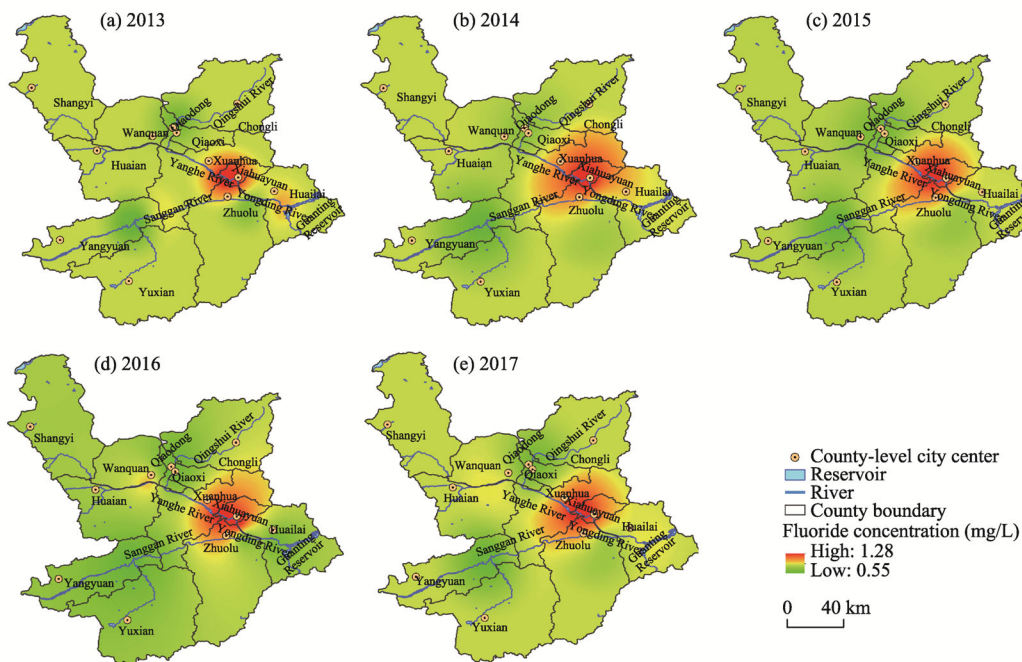 (a) 2013
Shangyi
Wanquan
Qiaodong
Qingshui River
Qiaoxi
Chongli
Huaian
Xuanhua
Yanghe River
Xiahuayuan
Huailai
Sanggan River
Yongding River
Zhuolu
Guanting
Reservoir
Yangyuan
Yuxian
(b) 2014
Shangyi
Wanquan
Qiaodong
Qingshui River
Qiaoxi
Chongli
Huaian
Xuanhua
Yanghe River
Xiahuayuan
Huailai
Sanggan River
Yongding Ri
Zhuolu
Guanting
Reservoir
Yangyuan
Yuxian
(c) 2015
Shangyi
Wanquan
Qiaodong
Qingshui River
Qiaoxi
Chongli
Huaian
Xuanhua
Yanghe River
Xiahuayuan
Huailai
Sanggan River
Yongding River
Zhuolu
Guanting
Reservoir
Yangyuan
Yuxian
(d) 2016
Shangyi
Wanquan
Qiaodong
Qingshui River
Qiaoxi
Chongli
Huaian
Xuanhua
Yanghe River
Xiahuayuan
Huailai
Sanggan River
Yongding River
Zhuolu
Guanting
Reservoir
Yangyuan
Yuxian
(e) 2017
Shangyi
Wanquan
Qiaodong
Qingshui River
Qiaoxi
Chongli
Huaian
Xuanhua
Yanghe River
Xiahuayuan
Huailai
Sanggan River
Yongding River
Zhuolu
Guanting
Reservoir
Yangyuan
Yuxian
County-level city center
Reservoir
River
County boundary
Fluoride concentration (mg/L)
High: 1.28
Low: 0.55
0 40 km